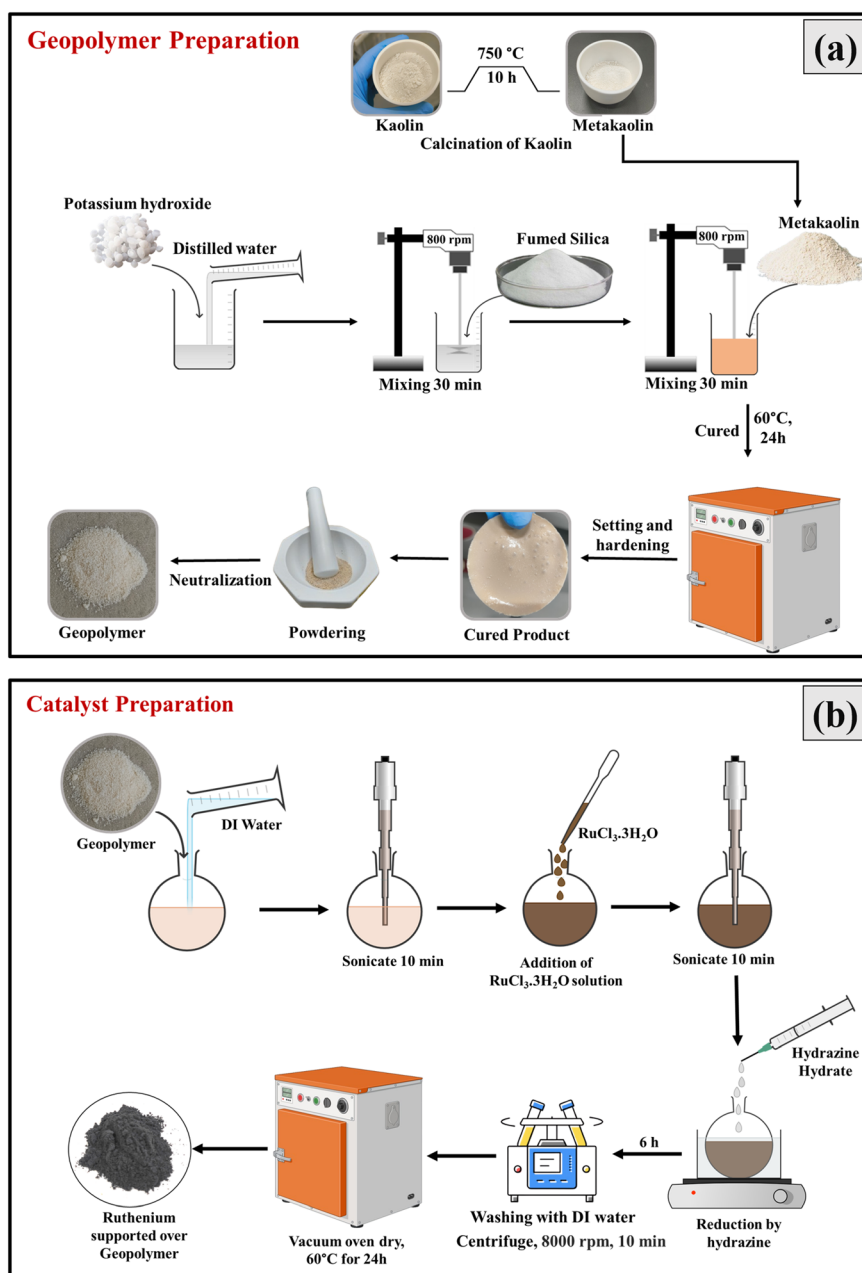 Geopolymer Preparation
(a)
750 °C
10 h
Kaolin
Metakaolin
Calcination of Kaolin
Potassium hydroxide
Distilled water
800 rpm
Fumed Silica
800 rpm
Metakaolin
Mixing 30 min
Mixing 30 min
Cured
60°C,
24h
Setting and
hardening
Neutralization
Geopolymer
Powdering
Cured Product
Catalyst Preparation
(b)
Geopolymer
DI Water
RuCl₃.3H₂O
Sonicate 10 min
Addition of
RuCl₃.3H₂O solution
Sonicate 10 min
Hydrazine
Hydrate
6 h
Ruthenium
supported over
Geopolymer
Vacuum oven dry,
60°C for 24h
Washing with DI water
Centrifuge, 8000 rpm, 10 min
Reduction by
hydrazine